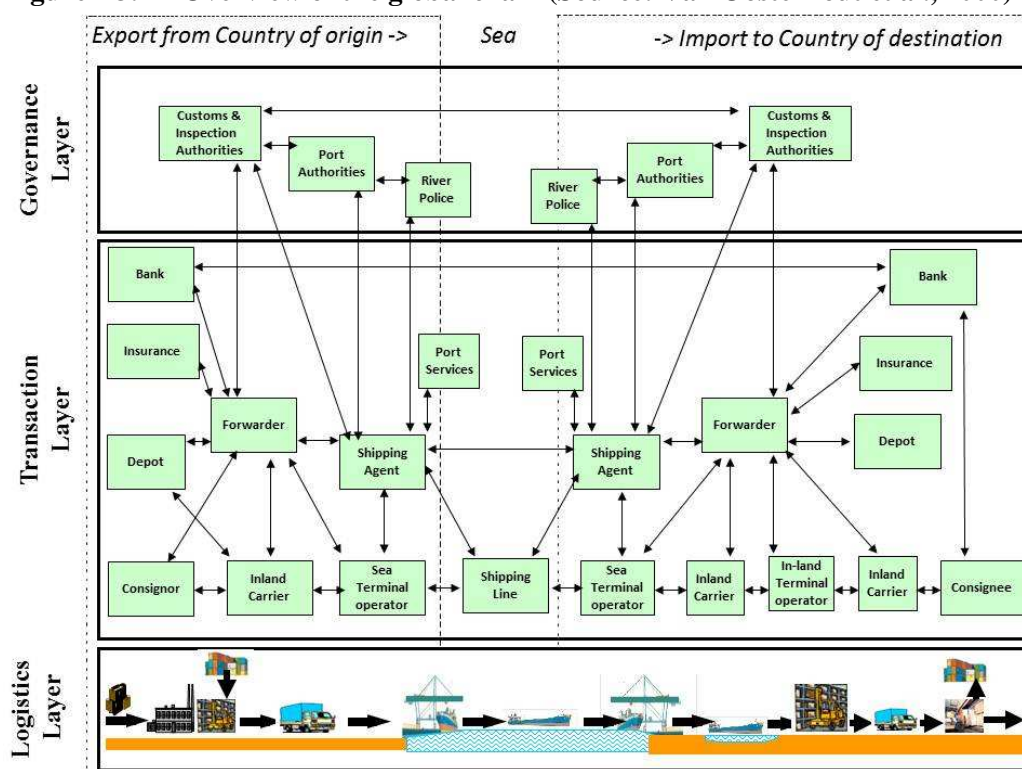 Export from Country of origin ->
Sea
-> Import to Country of destination
Governance
Layer
Customs &
Inspection
Authorities
Port
Authorities
River
Police
River
Police
Port
Authorities
Customs &
Inspection
Authorities
Transaction
Layer
Bank
Bank
Insurance
Port
Services
Port
Services
Insurance
Forwarder
Forwarder
Depot
Shipping
Agent
Shipping
Agent
Depot
Consignor
Inland
Carrier
Sea
Terminal
operator
Shipping
Line
Sea
Terminal
operator
Inland
Carrier
In-land
Terminal
operator
Inland
Carrier
Consignee
Logistics
Layer